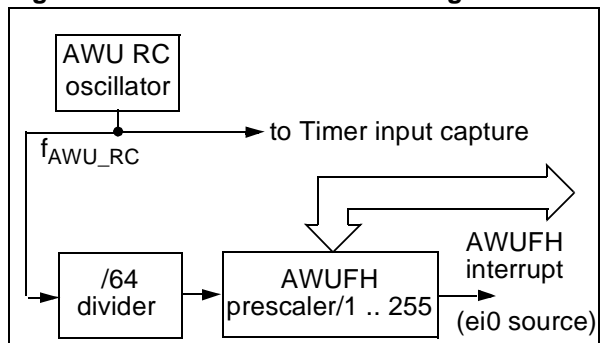 AWU RC
oscillator
to Timer input capture
fAWU_RC
AWUFH
interrupt
/64
divider
AWUFH
prescaler/1 .. 255
(ei0 source)